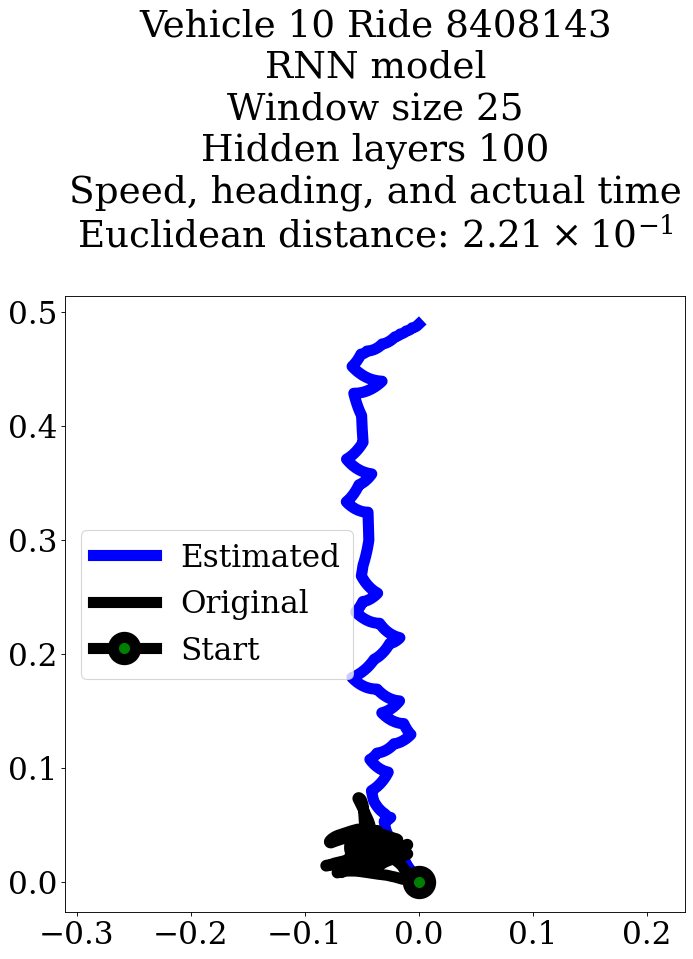 Vehicle 10 Ride 8408143
RNN model
Window size 25
Hidden layers 100
Speed, heading, and actual time
Euclidean distance: 2.21 × 10⁻¹
0.5
0.4
0.3
0.2
0.1
0.0
Estimated
Original
Start
−0.3 −0.2 −0.1 0.0 0.1 0.2